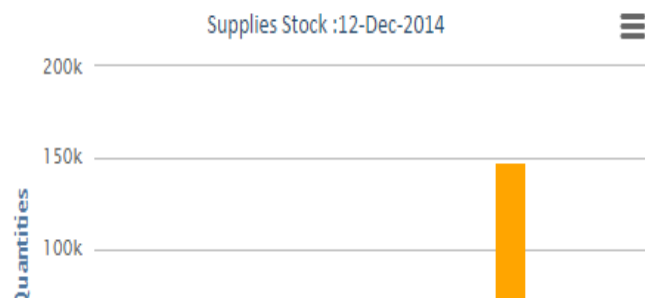 Supplies Stock :12-Dec-2014
200k
150k
100k
Quantities